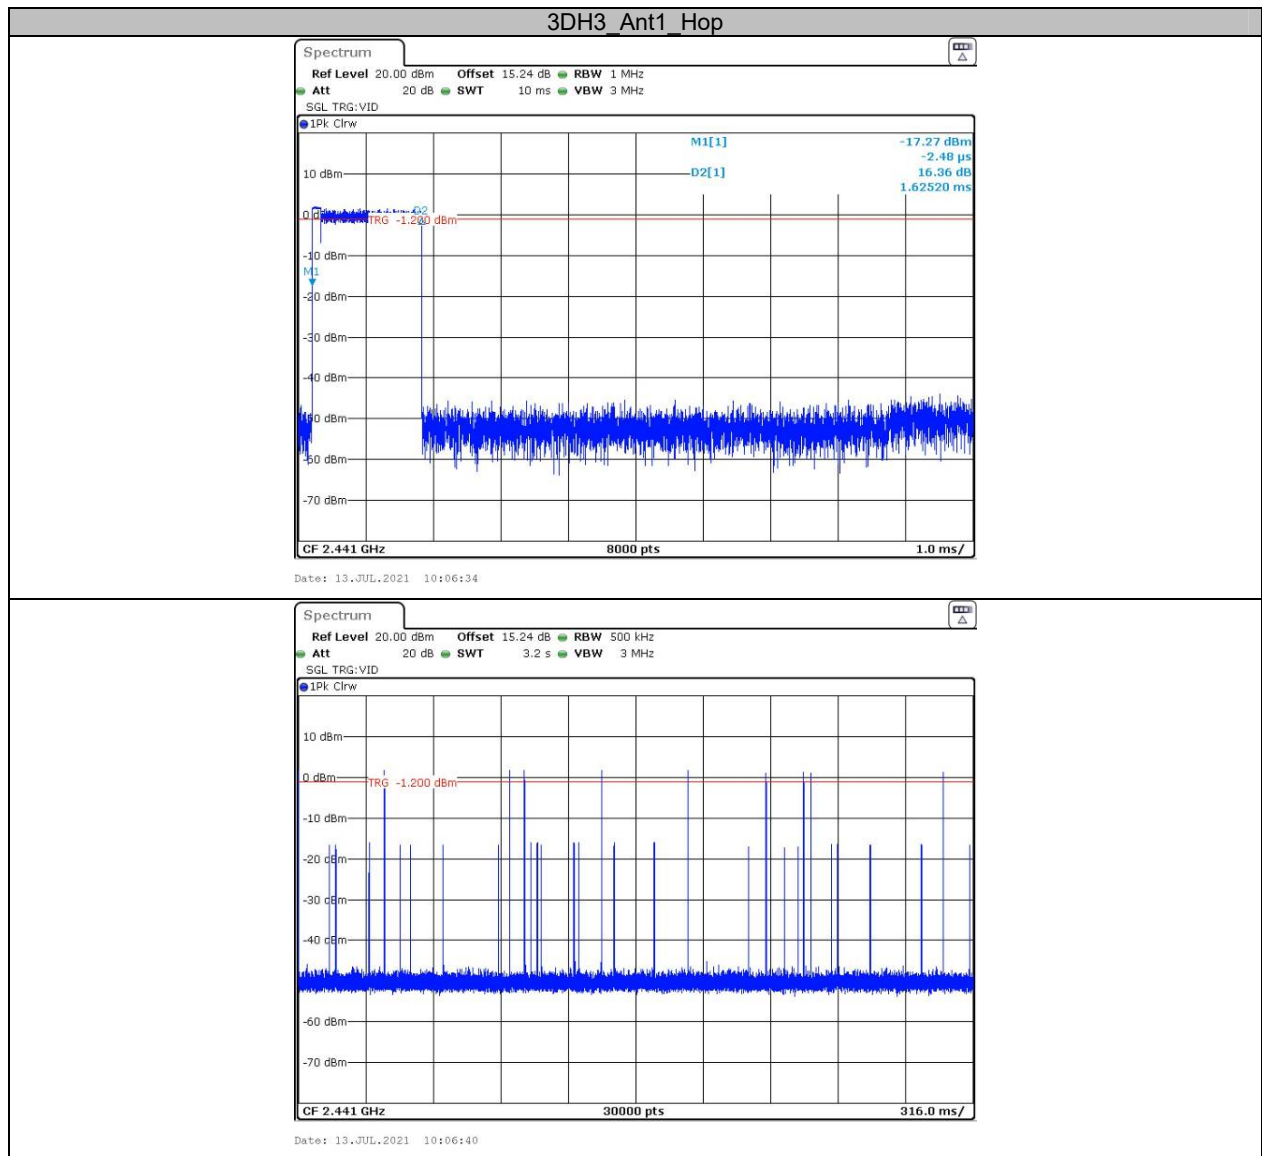 3DH3_Ant1_Hop
Spectrum
Ref Level 20.00 dBm Offset 15.24 dB RBW 1 MHz
Att 20 dB SWT 10 ms VBW 3 MHz
SGL TRG:VID
1Pk Clrw
M1[1] -17.27 dBm
-2.48 µs
10 dBm D2[1] 16.36 dB
1.62520 ms
D2
TRG -1.200 dBm
-10 dBm
M1
-20 dBm
-30 dBm
-40 dBm
-70 dBm
CF 2.441 GHz 8000 pts 1.0 ms/
Date: 13.JUL.2021 10:06:34
Spectrum
Ref Level 20.00 dBm Offset 15.24 dB RBW 500 kHz
Att 20 dB SWT 3.2 s VBW 3 MHz
SGL TRG:VID
1Pk Clrw
10 dBm
0 dBm
TRG -1.200 dBm
-10 dBm
-20 dBm
-30 dBm
-40 dBm
-60 dBm
-70 dBm
CF 2.441 GHz 30000 pts 316.0 ms/
Date: 13.JUL.2021 10:06:40